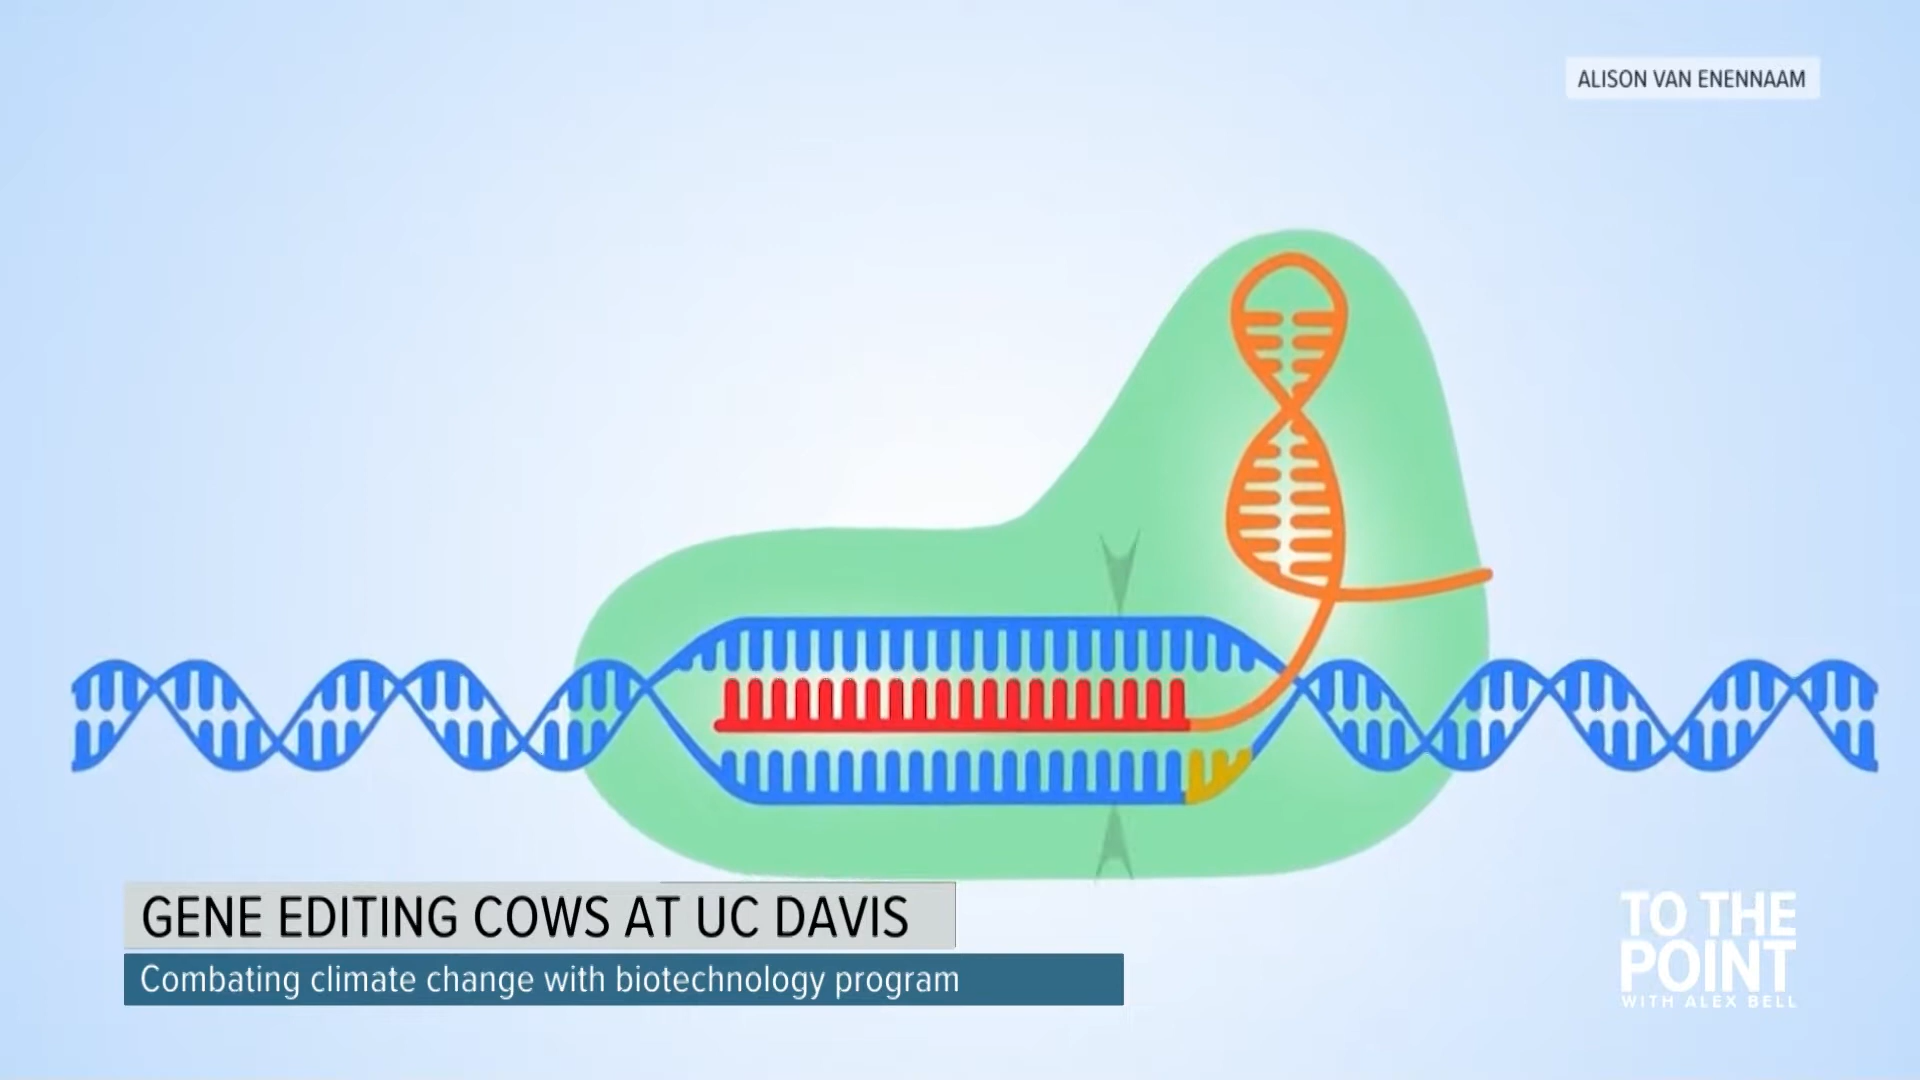 ALISON VAN ENENNAAM
GENE EDITING COWS AT UC DAVIS
Combating climate change with biotechnology program
TO THE
POINT
WITH ALEX BELL